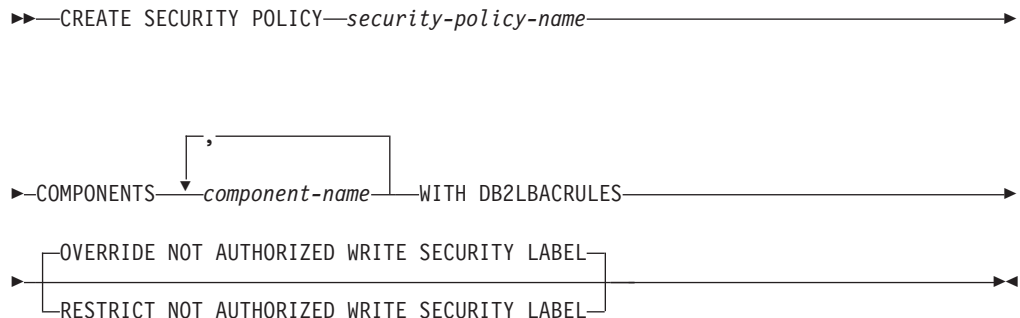 CREATE SECURITY POLICY security-policy-name
,
COMPONENTS component-name WITH DB2LBACRULES
OVERRIDE NOT AUTHORIZED WRITE SECURITY LABEL
RESTRICT NOT AUTHORIZED WRITE SECURITY LABEL